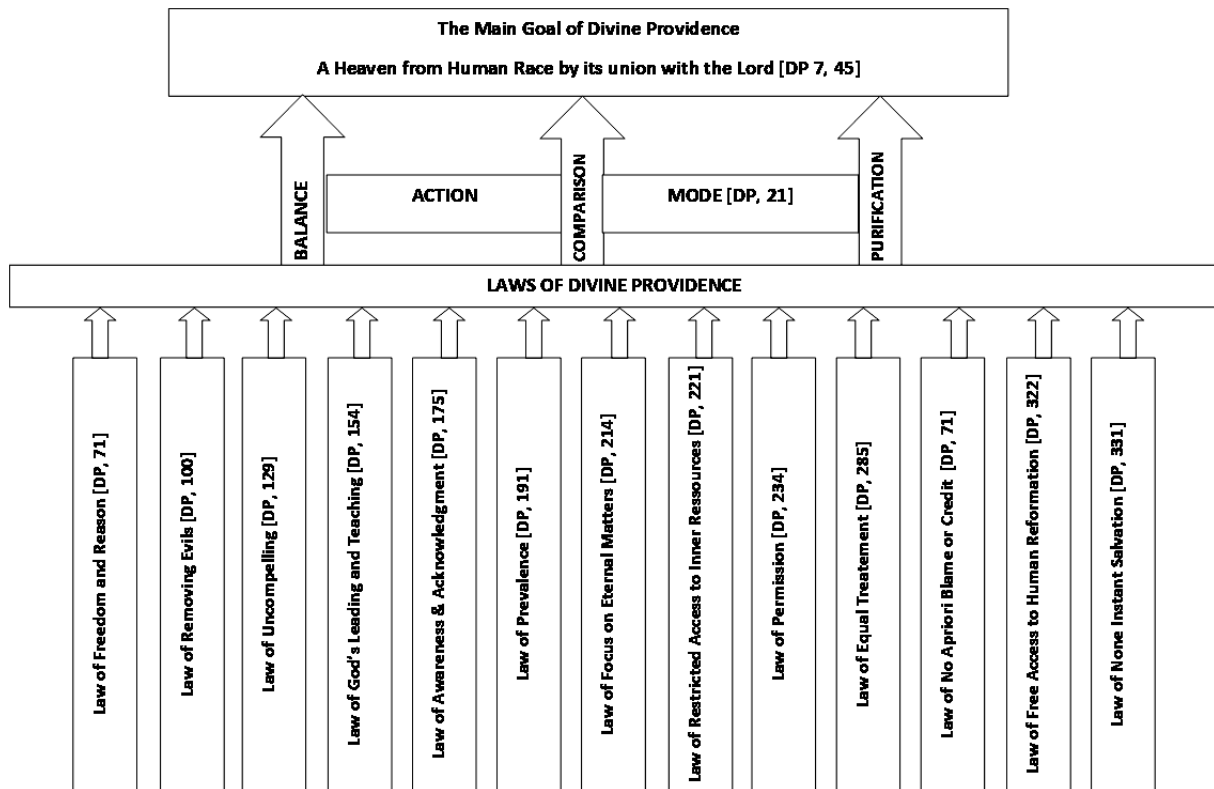 The Main Goal of Divine Providence
A Heaven from Human Race by its union with the Lord [DP 7, 45]
BALANCE
ACTION
COMPARISON
MODE [DP, 21]
PURIFICATION
LAWS OF DIVINE PROVIDENCE
Law of Freedom and Reason [DP, 71]
Law of Removing Evils [DP, 100]
Law of Uncompelling [DP, 129]
Law of God's Leading and Teaching [DP, 154]
Law of Awareness & Acknowledgment [DP, 175]
Law of Prevalence [DP, 191]
Law of Focus on Eternal Matters [DP, 214]
Law of Restricted Access to Inner Ressources [DP, 221]
Law of Permission [DP, 234]
Law of Equal Treatement [DP, 285]
Law of No Apriori Blame or Credit [DP, 71]
Law of Free Access to Human Reformation [DP, 322]
Law of None Instant Salvation [DP, 331]